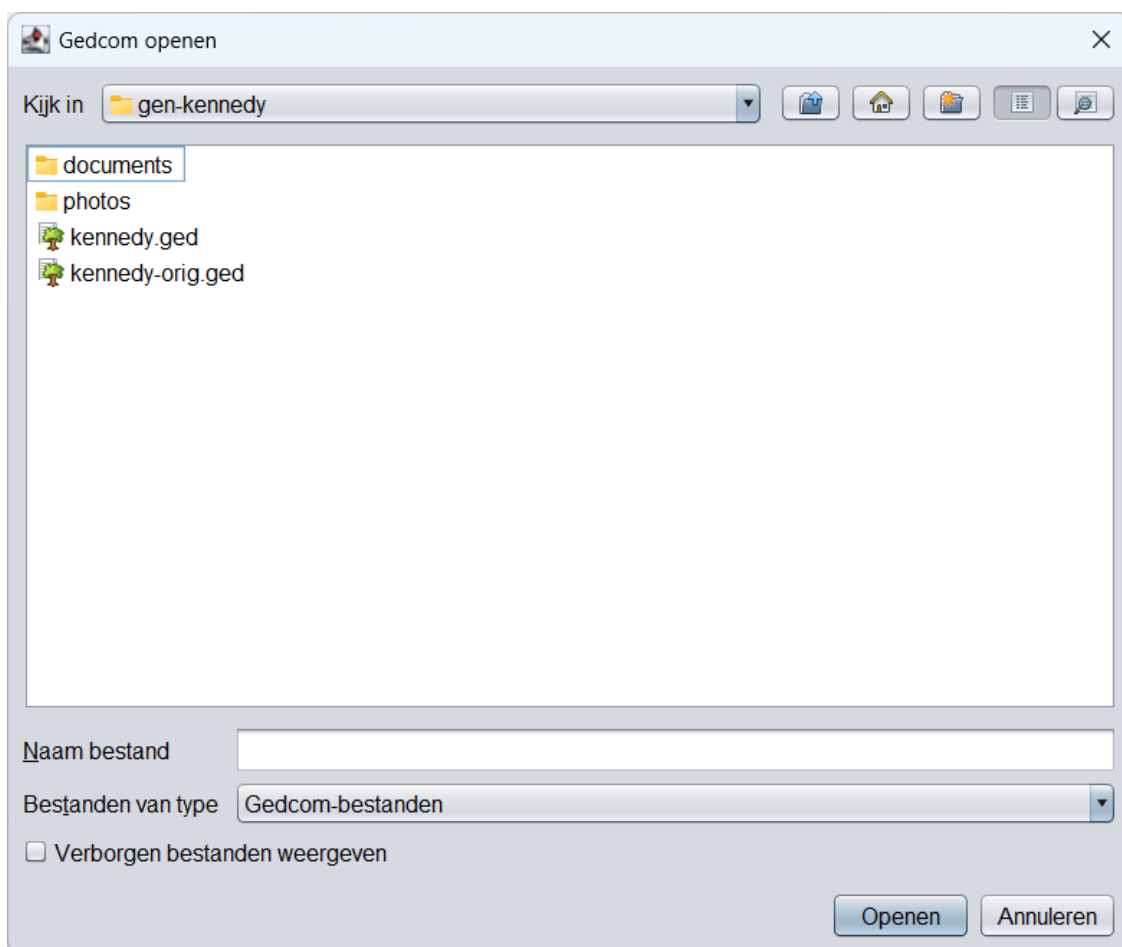 Gedcom openen
Kijk in gen-kennedy
documents
photos
kennedy.ged
kennedy-orig.ged
Naam bestand
Bestanden van type Gedcom-bestanden
Verborgen bestanden weergeven
Openen Annuleren